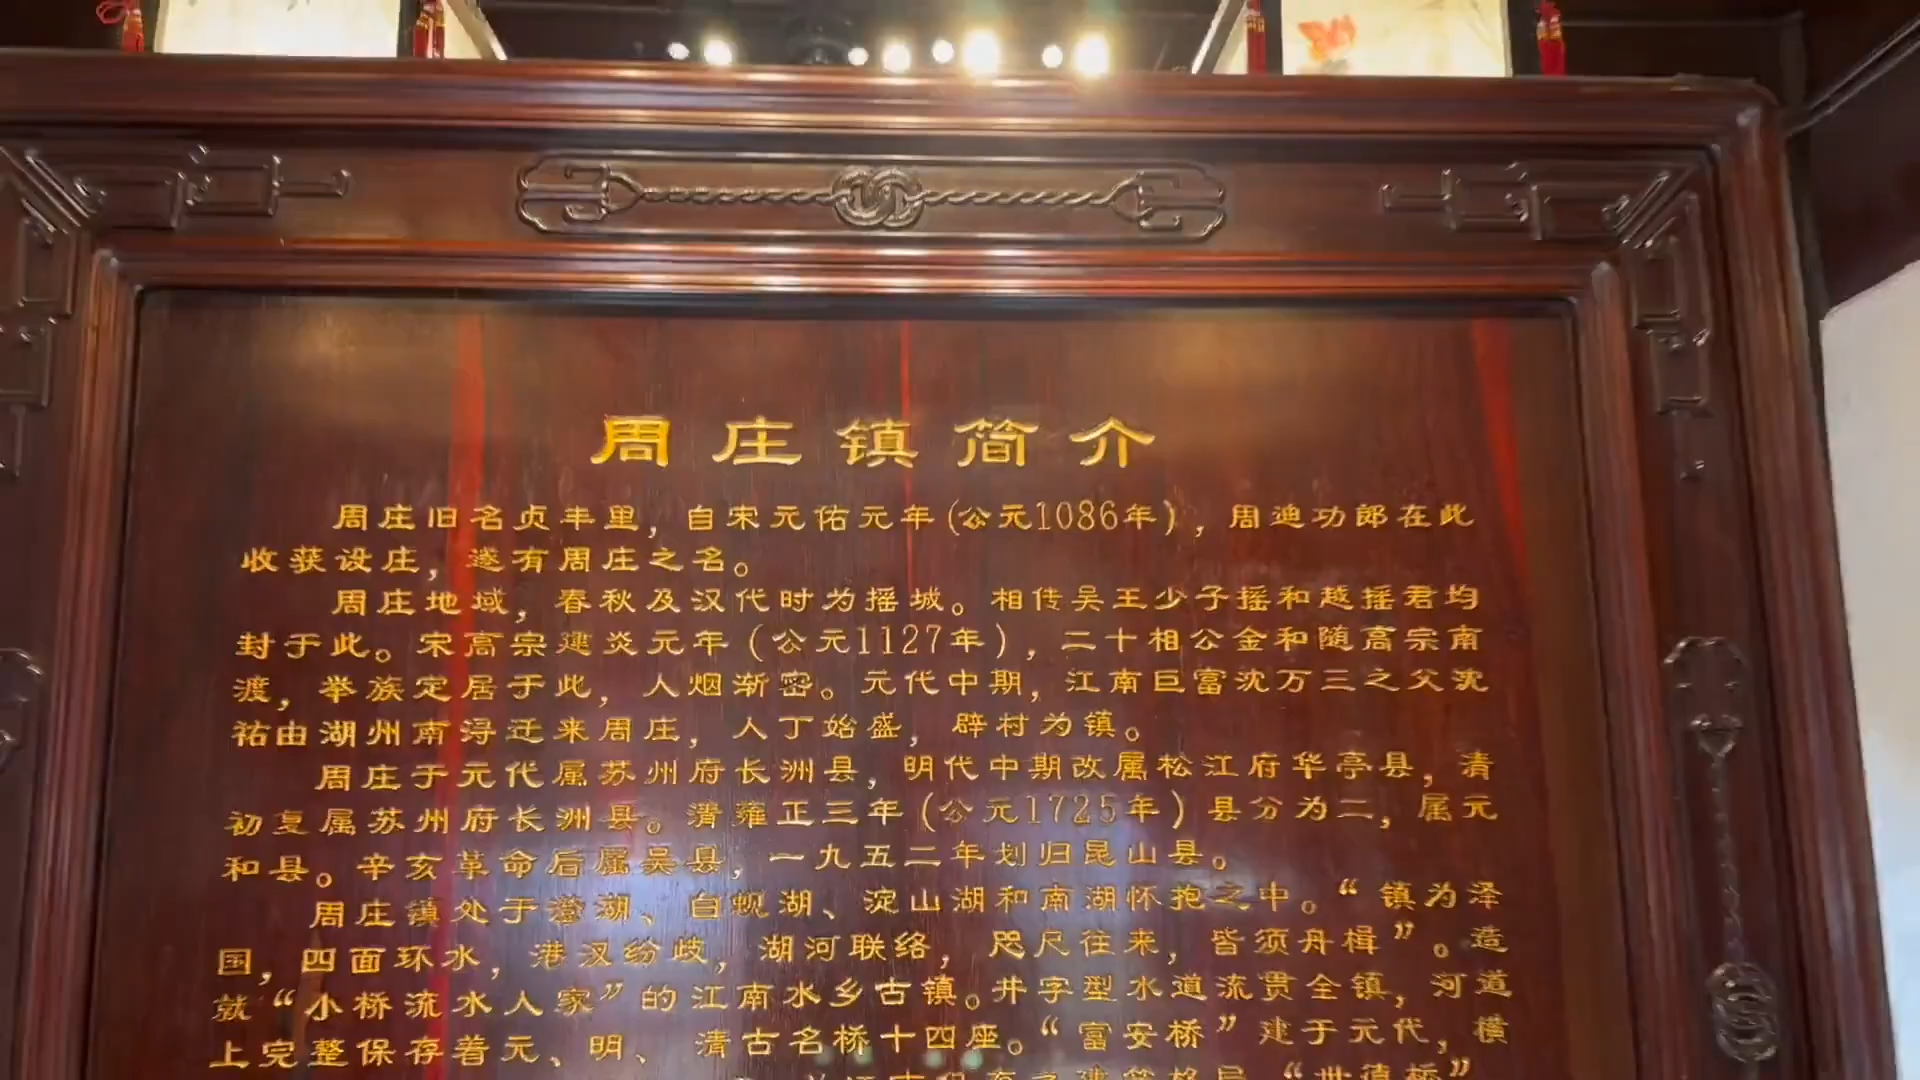 周庄镇简介
周庄旧名贞丰里，自宋元佑元年(公元1086年)，周迪功郎在此
收获设庄，遂有周庄之名。
周庄地域，春秋及汉代时为摇城。相传吴王少子摇和越摇君均
封于此。宋高宗建炎元年(公元1127年)，二十相公金和随高宗南
渡，举族定居于此，人烟渐密。元代中期，江南巨富沈万三之父沈
祐由湖州南浔迁来周庄，人丁始盛，辟村为镇。
周庄于元代属苏州府长洲县，明代中期改属松江府华亭县，清
初复属苏州府长洲县。清雍正三年(公元1725年)县分为二，属元
和县。辛亥革命后属吴县，一九五二年划归昆山县。
周庄镇处于澄湖、白蚬湖、淀山湖和南湖怀抱之中。“镇为泽
国，四面环水，港汊纷歧，湖河联络，咫尺往来，皆须舟楫”。造
就“小桥流水人家”的江南水乡古镇。井字型水道流贯全镇，河道
上完整保存着元、明、清古名桥十四座。“富安桥”建于元代，横
“世德桥”